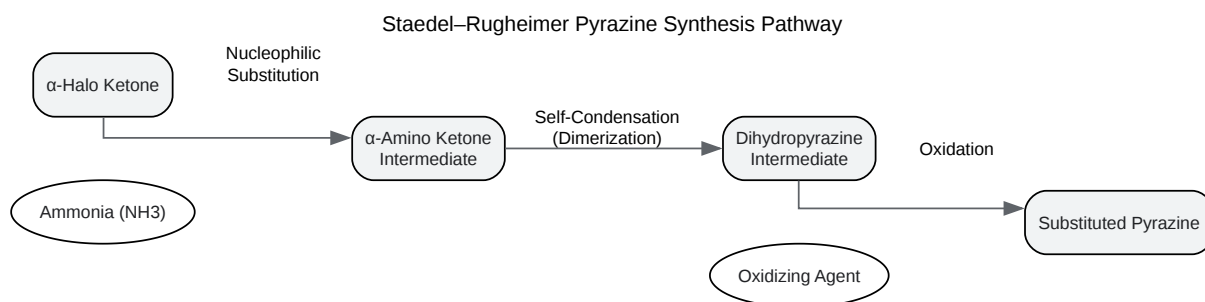 Staedel–Rugheimer Pyrazine Synthesis Pathway
Nucleophilic
Substitution
α-Halo Ketone
Self-Condensation
(Dimerization)
α-Amino Ketone
Intermediate
Dihydropyrazine
Intermediate
Oxidation
Ammonia (NH3)
Substituted Pyrazine
Oxidizing Agent